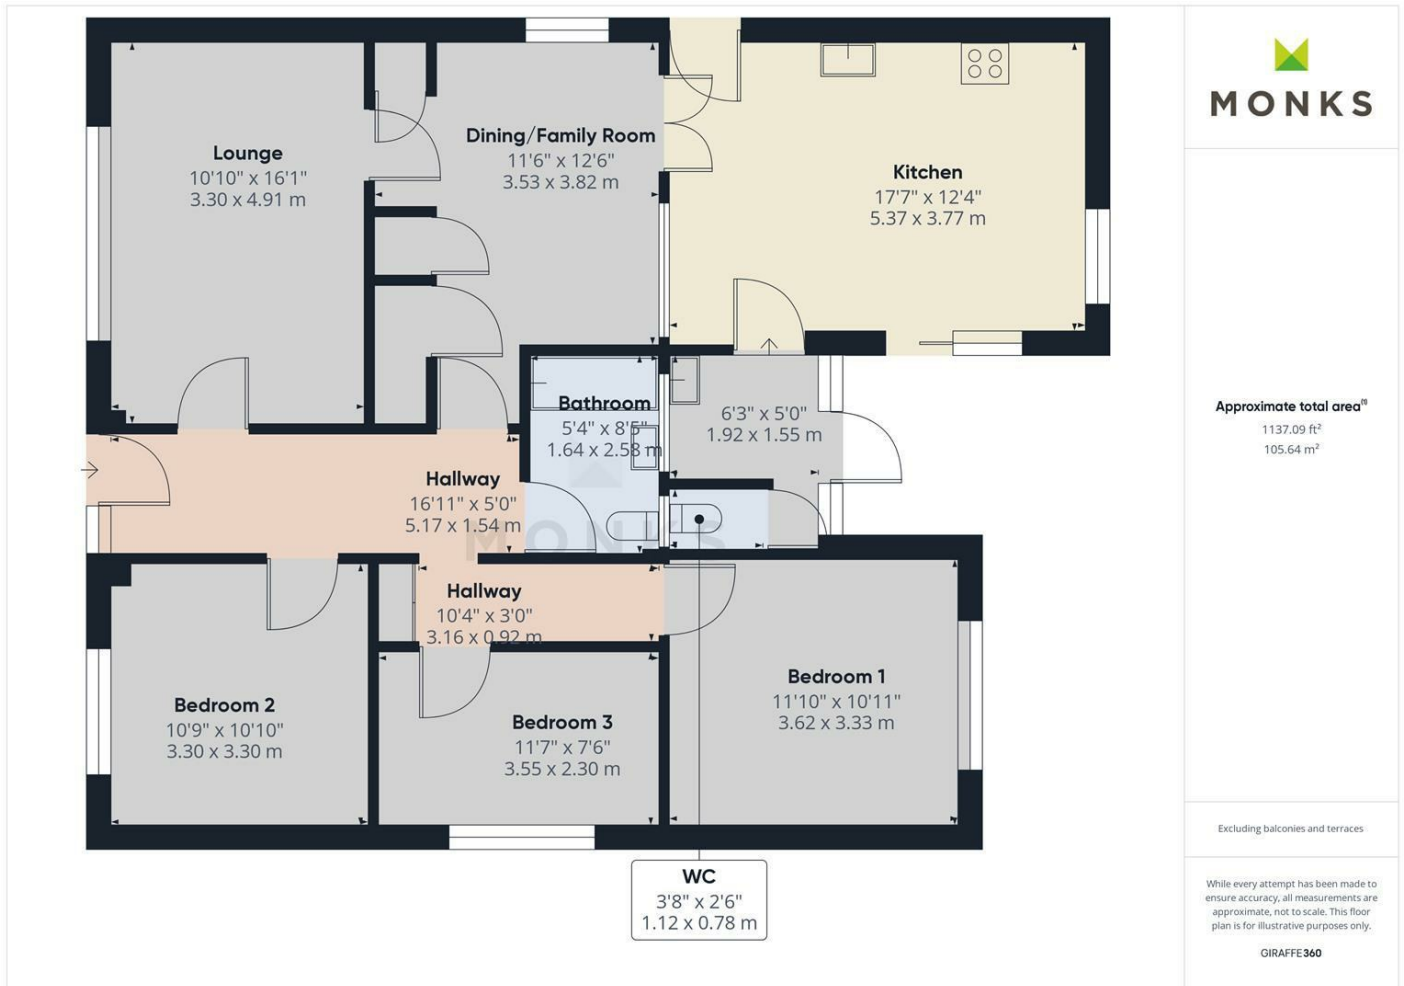 Lounge
10'10" x 16'1"
3.30 x 4.91 m
Dining/Family Room
11'6" x 12'6"
3.53 x 3.82 m
Kitchen
17'7" x 12'4"
5.37 x 3.77 m
Bathroom
5'4" x 8'5"
1.64 x 2.58 m
6'3" x 5'0"
1.92 x 1.55 m
Hallway
16'11" x 5'0"
5.17 x 1.54 m
MONKS
Hallway
10'4" x 3'0"
3.16 x 0.92 m
Bedroom 2
10'9" x 10'10"
3.30 x 3.30 m
Bedroom 3
11'7" x 7'6"
3.55 x 2.30 m
Bedroom 1
11'10" x 10'11"
3.62 x 3.33 m
WC
3'8" x 2'6"
1.12 x 0.78 m
MONKS
Approximate total area(1)
1137.09 ft²
105.64 m²
Excluding balconies and terraces
While every attempt has been made to
ensure accuracy, all measurements are
approximate, not to scale. This floor
plan is for illustrative purposes only.
GIRAFFE360